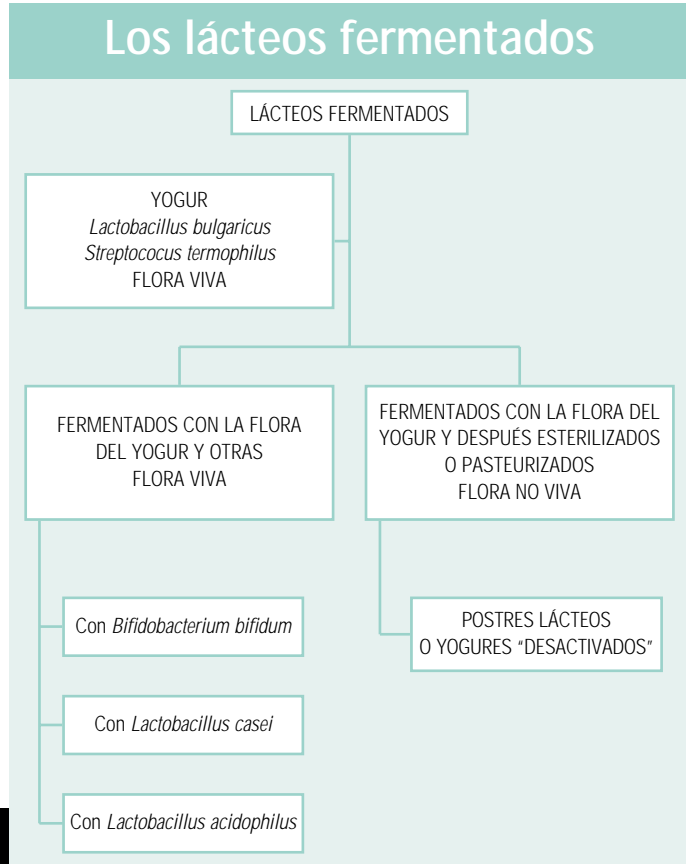 Los lácteos fermentados
LÁCTEOS FERMENTADOS
YOGUR
Lactobacillus bulgaricus
Streptococus termophilus
FLORA VIVA
FERMENTADOS CON LA FLORA
DEL YOGUR Y OTRAS
FLORA VIVA
FERMENTADOS CON LA FLORA DEL
YOGUR Y DESPUÉS ESTERILIZADOS
O PASTEURIZADOS
FLORA NO VIVA
Con Bifidobacterium bifidum
Con Lactobacillus casei
Con Lactobacillus acidophilus
POSTRES LÁCTEOS
O YOGURES “DESACTIVADOS”